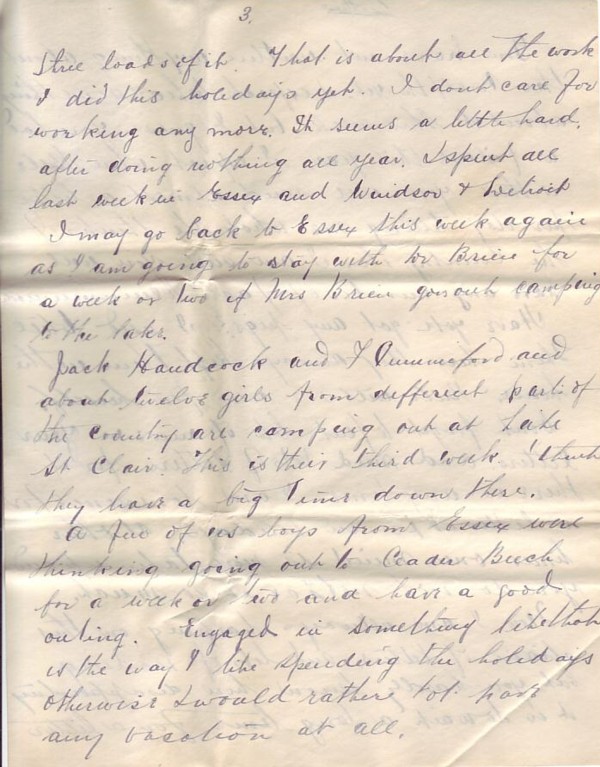 3.
three loads of it. That is about all the work
I did this holidays yet. I dont care for
working any more. It seems a little hard,
after doing nothing all year. I spent all
last week in Essex and Windsor & Detroit
I may go back to Essex this week again
as I am going to stay with Dr Brien for
a week or two if Mrs Brien goes out camping
to the lake.
Jack Handcock and F and
about twelve girls from different parts of
the country are camping out at Lake
St Clair. This is their third week I think
they have a big time down there.
A few of us boys from Essex were
thinking going out to Ceader Beech
for a week or two and have a good
outing. Engaged in something like that
is the way I like spending the holidays
otherwise I would rather not have
any vacation at all.